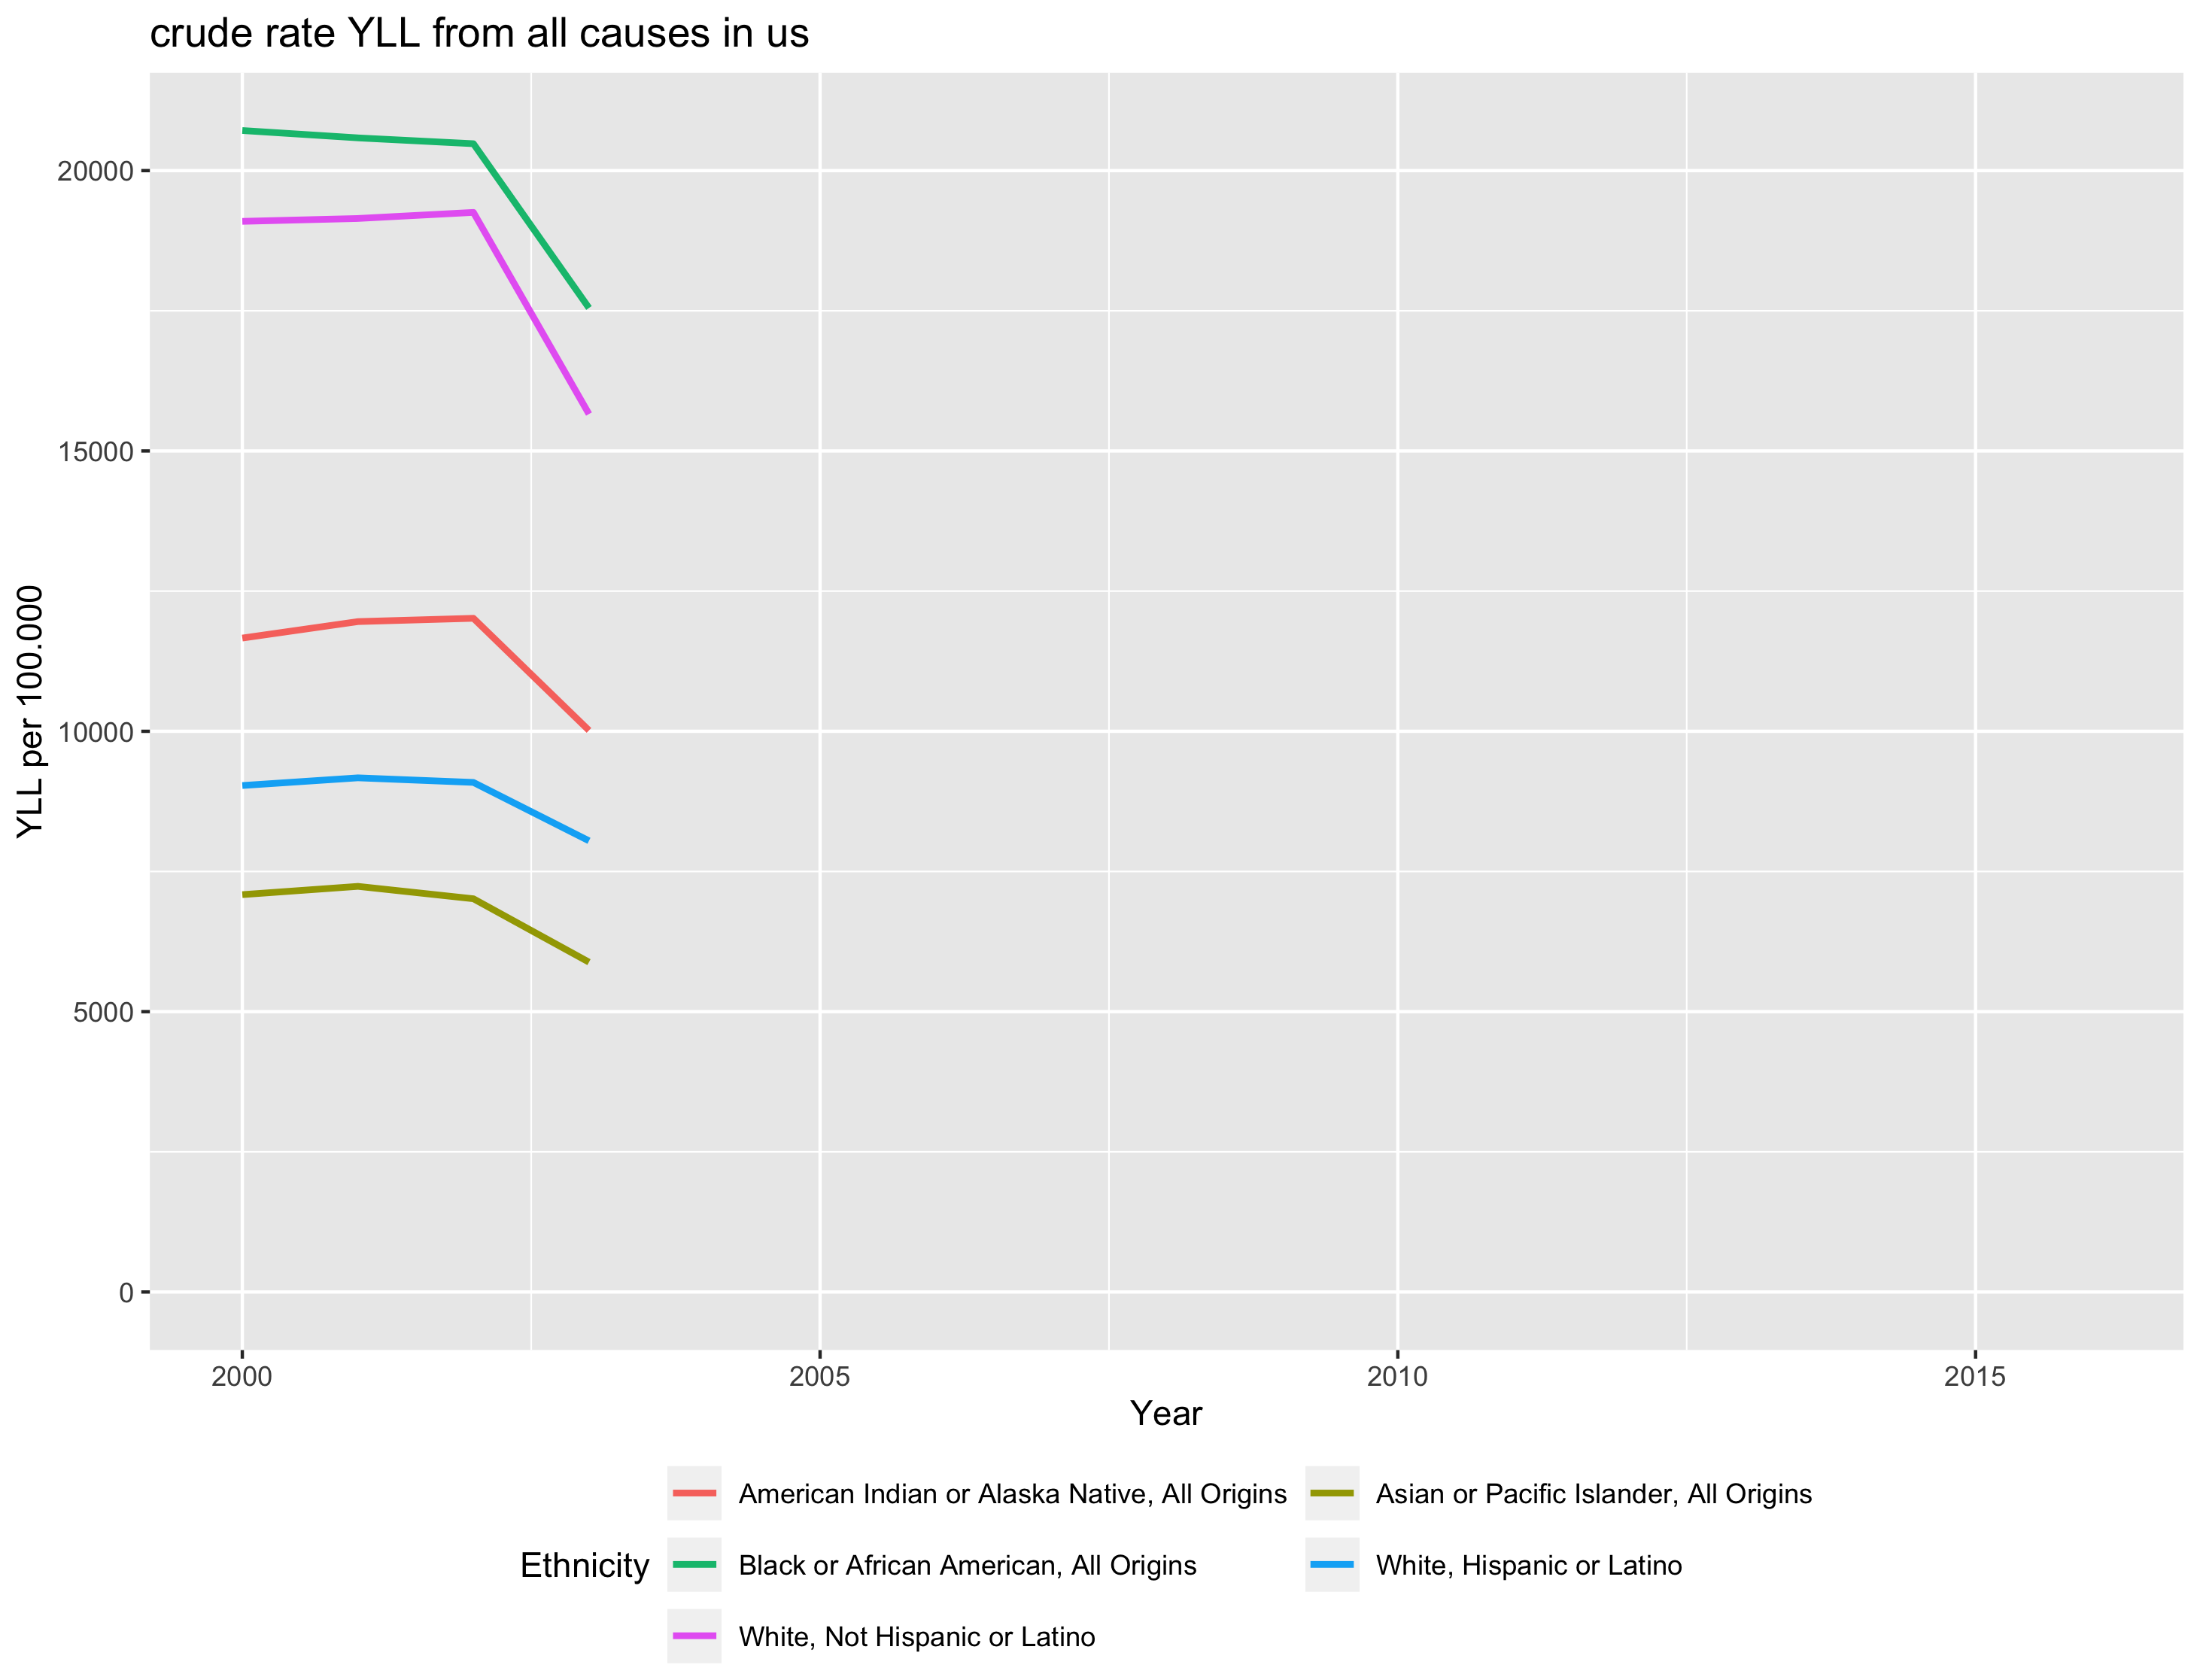 crude rate YLL from all causes in us
YLL per 100.000
20000
15000
10000
5000
0
2000
2005
2010
2015
Year
Ethnicity
American Indian or Alaska Native, All Origins
Asian or Pacific Islander, All Origins
Black or African American, All Origins
White, Hispanic or Latino
White, Not Hispanic or Latino